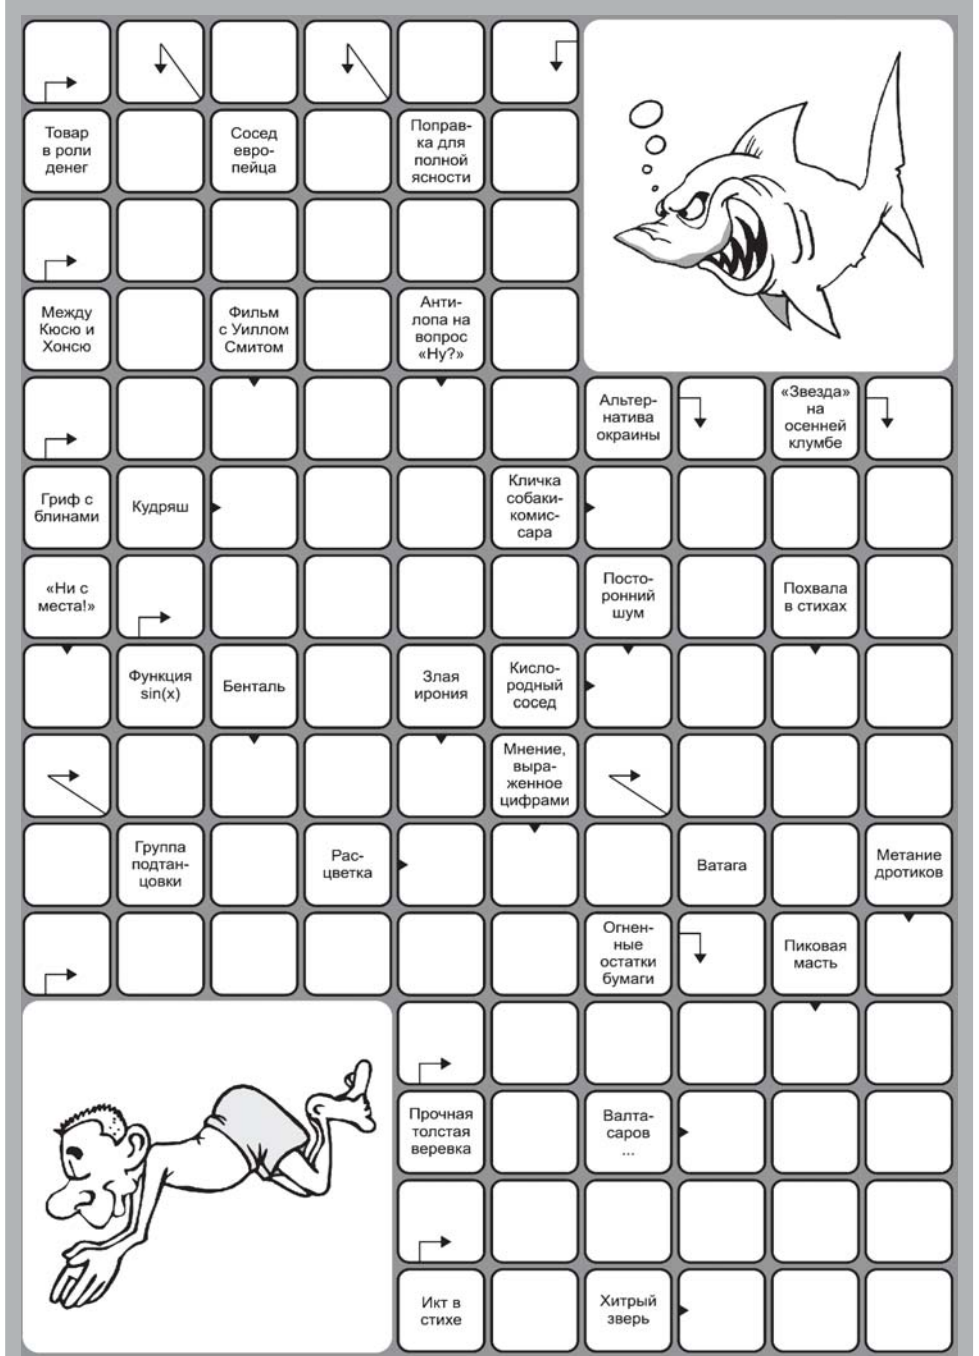 Товар
в роли
денег
Сосед
евро-
пейца
Поправ-
ка для
полной
ясности
Между
Кюсю и
Хонсю
Фильм
с Уиллом
Смитом
Анти-
лопа на
вопрос
«Ну?»
Альтер-
натива
окраины
«Звезда»
на
осенней
клумбе
Гриф с
блинами
Кудряш
Кличка
собаки-
комис-
сара
«Ни с
места!»
Посто-
ронний
шум
Похвала
в стихах
Функция
sin(x)
Бенталь
Злая
ирония
Кисло-
родный
сосед
Мнение,
выра-
женное
цифрами
Группа
подтан-
цовки
Рас-
цветка
Ватага
Метание
дротиков
Огнен-
ные
остатки
бумаги
Пиковая
масть
Прочная
толстая
веревка
Валта-
саров
...
Икт в
стихе
Хитрый
зверь